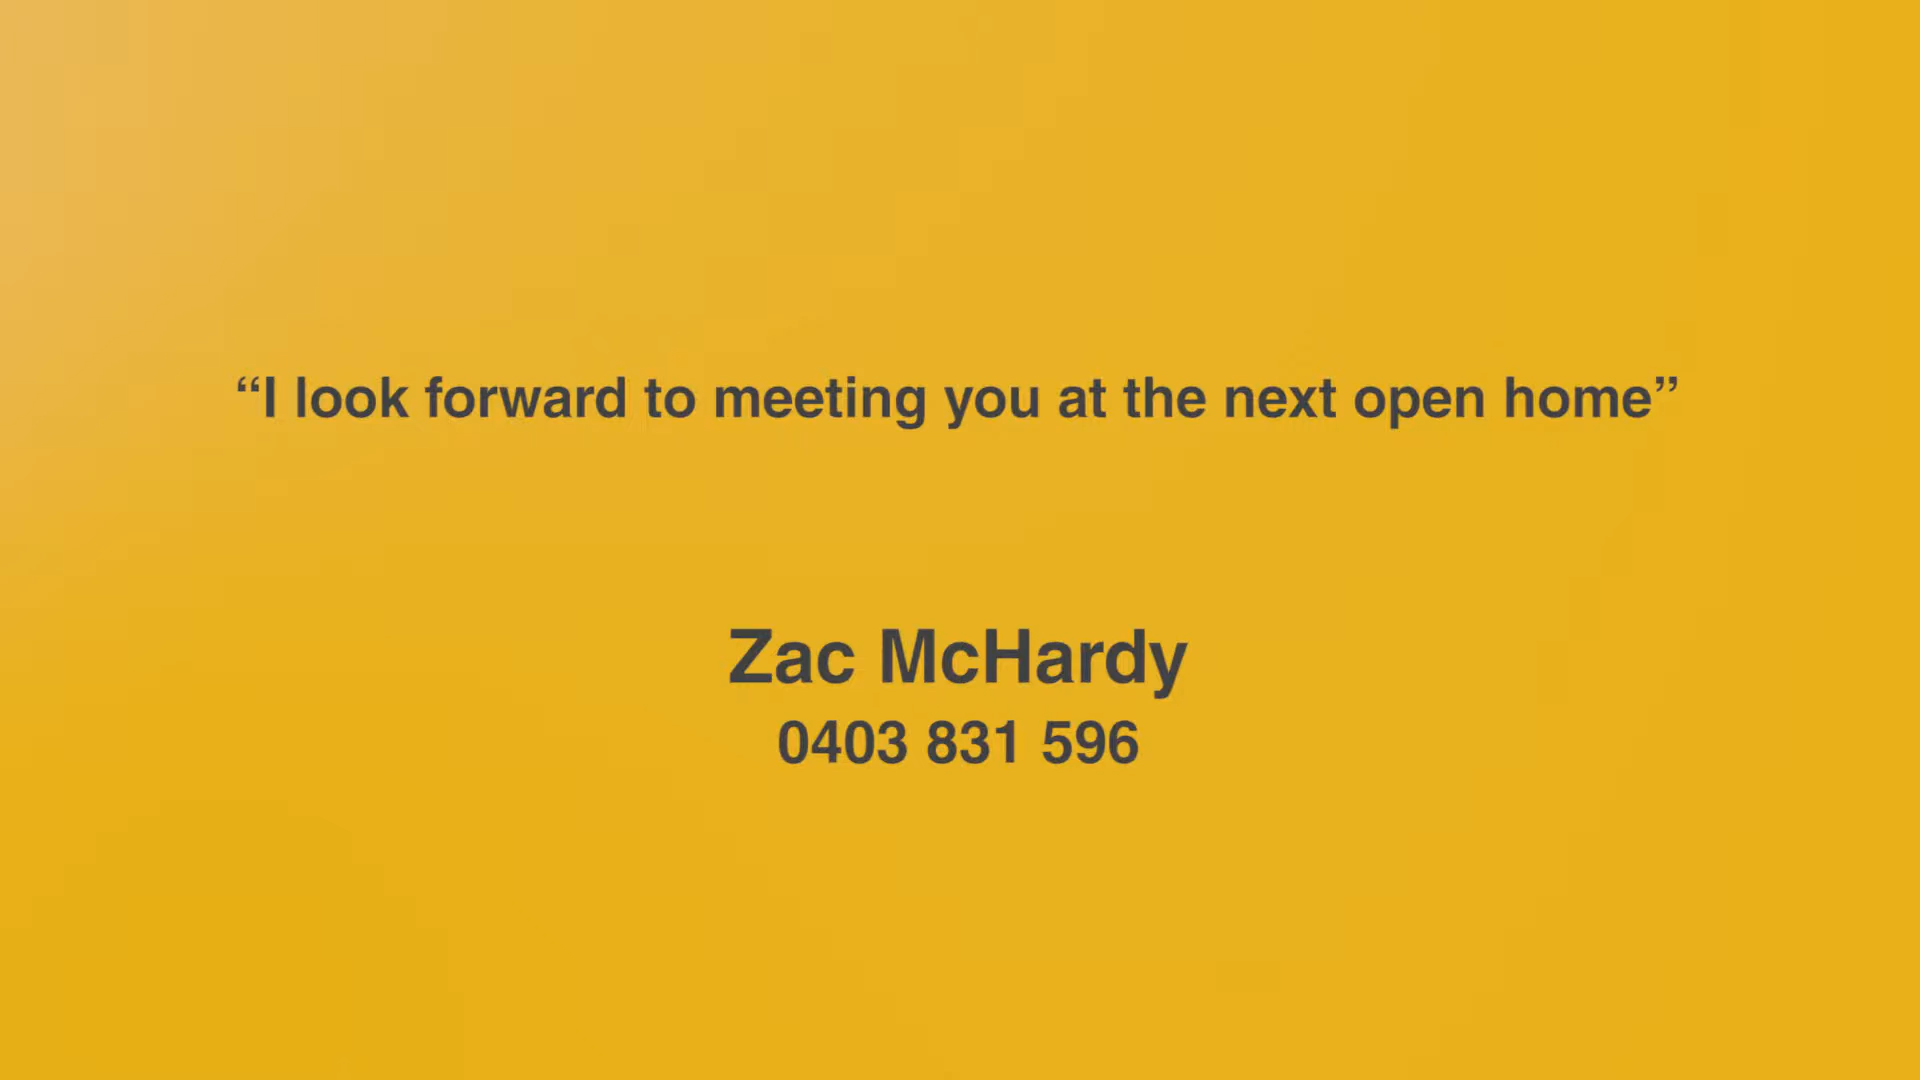 “I look forward to meeting you at the next open home”
Zac McHardy
0403 831 596